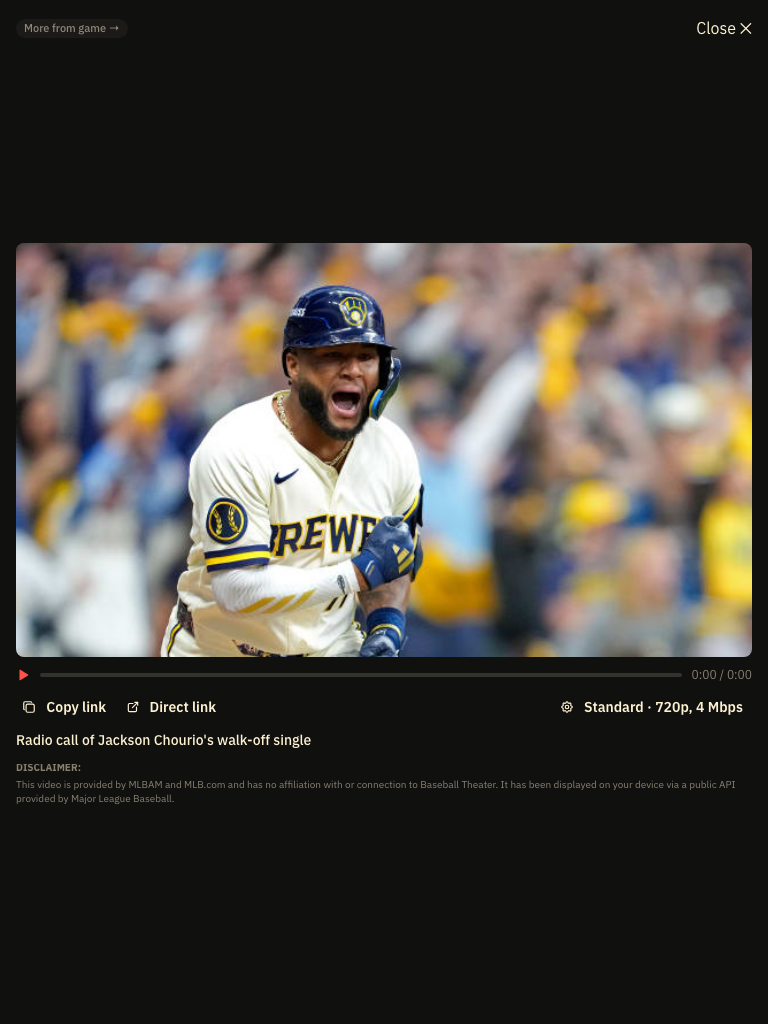 More from game →
Close ×
BREWE
0:00 / 0:00
Copy link
Direct link
Standard · 720p, 4 Mbps
Radio call of Jackson Chourio's walk-off single
DISCLAIMER:
This video is provided by MLBAM and MLB.com and has no affiliation with or connection to Baseball Theater. It has been displayed on your device via a public API
provided by Major League Baseball.